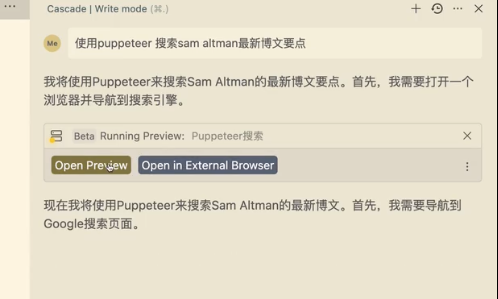 Cascade | Write mode (⌘.)
Me
使用puppeteer 搜索sam altman最新博文要点
我将使用Puppeteer来搜索Sam Altman的最新博文要点。首先，我需要打开一个
浏览器并导航到搜索引擎。
Beta Running Preview: Puppeteer搜索
Open Preview Open in External Browser
现在我将使用Puppeteer来搜索Sam Altman的最新博文。首先，我需要导航到
Google搜索页面。